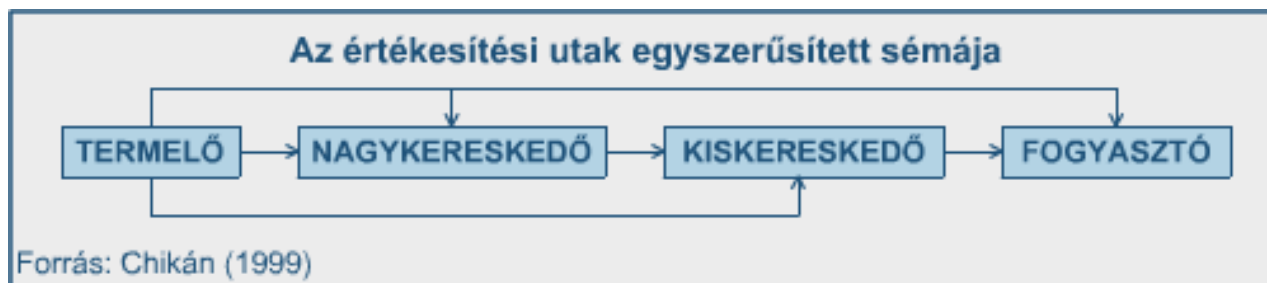 Az értékesítési utak egyszerűsített sémája
TERMELŐ NAGYKERESKEDŐ KISKERESKEDŐ FOGYASZTÓ
Forrás: Chikán (1999)